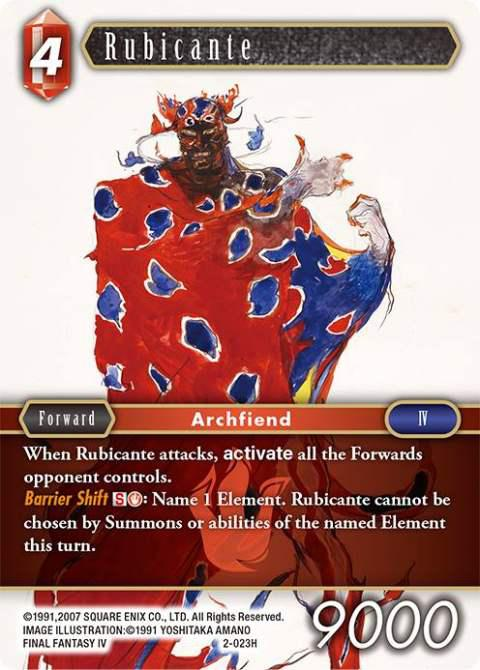 4
Rubicante
Forward
Archfiend
IV
When Rubicante attacks, activate all the Forwards
opponent controls.
Barrier Shift S: Name 1 Element. Rubicante cannot be
chosen by Summons or abilities of the named Element
this turn.
©1991,2007 SQUARE ENIX CO., LTD. All Rights Reserved.
IMAGE ILLUSTRATION:©1991 YOSHITAKA AMANO
FINAL FANTASY IV
2-023H
9000